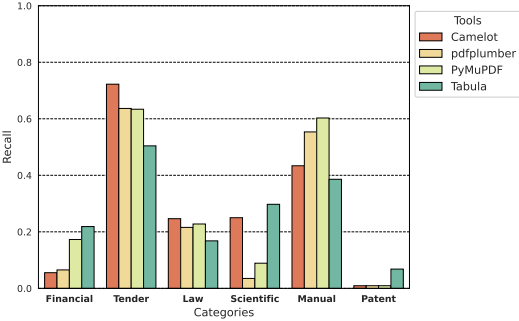 1.0
0.8
0.6
0.4
0.2
0.0
Recall
Financial Tender Law Scientific Manual Patent
Categories
Tools
Camelot
pdfplumber
PyMuPDF
Tabula